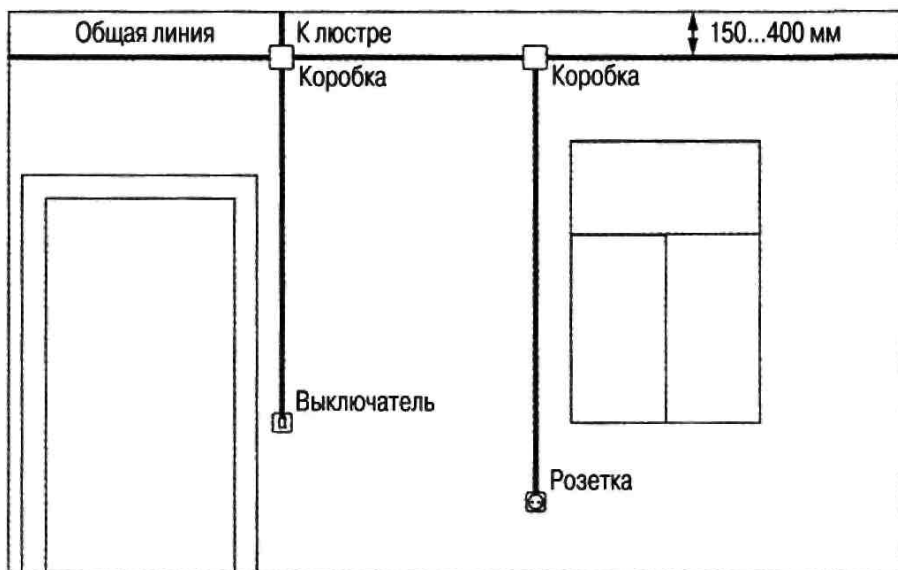 Общая линия
К люстре
150...400 мм
Коробка
Коробка
Выключатель
Розетка